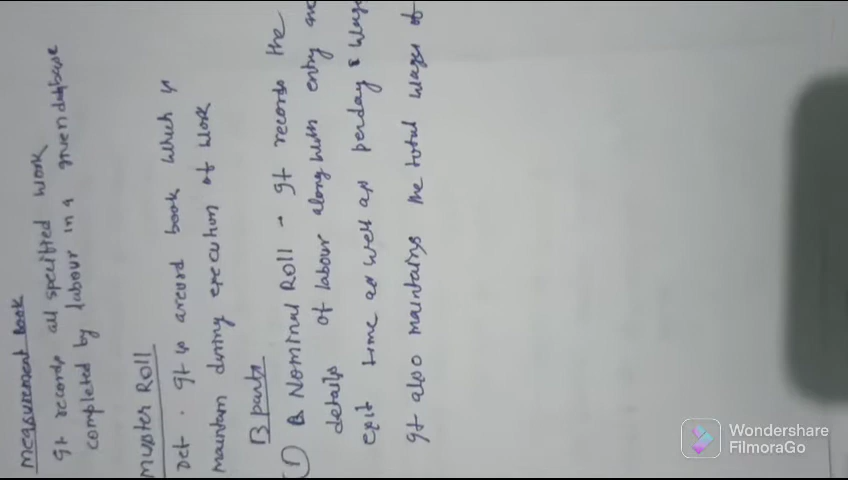 measurement book
It records all specified work
completed by labour in a given database
Muster Roll
Def. It is a record book which is
maintain during execution of work
B parts
(1) Nominal Roll - It records the
details of labour along with entry and
exit time as well as perday & wages
It also maintains the total wages of
Wondershare
FilmoraGo